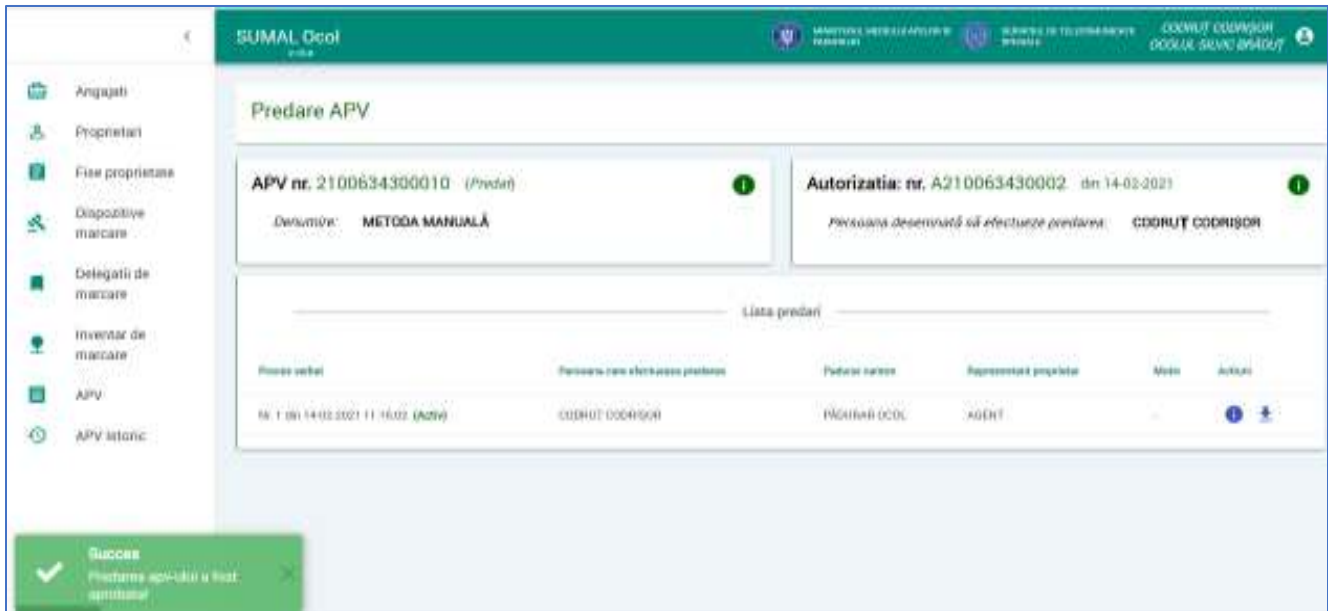 SUMAL Ocol
CODRUȚ CODRIȘOR
OCOLUL SILVIC BRĂDUȚ
Angajati
Proprietari
Fise proprietate
Dispozitive
marcare
Delegatii de
marcare
Inventar de
marcare
APV
APV istoric
Predare APV
APV nr. 2100634300010 (Predat)
Denumire: METODA MANUALĂ
Autorizatia: nr. A210063430002 din 14-02-2021
Persoana desemnată să efectueze predarea: CODRUȚ CODRIȘOR
Lista predari
Proces verbal
Persoana care efectueaza predarea
Reprezentant proprietar
Motiv
Actiuni
Nr. 1 din 14-02-2021 11:16:02 (Activ)
CODRUȚ CODRIȘOR
PĂDURAR OCOL
AGENT
-
Succes
Predarea apv-ului a fost
aprobata!